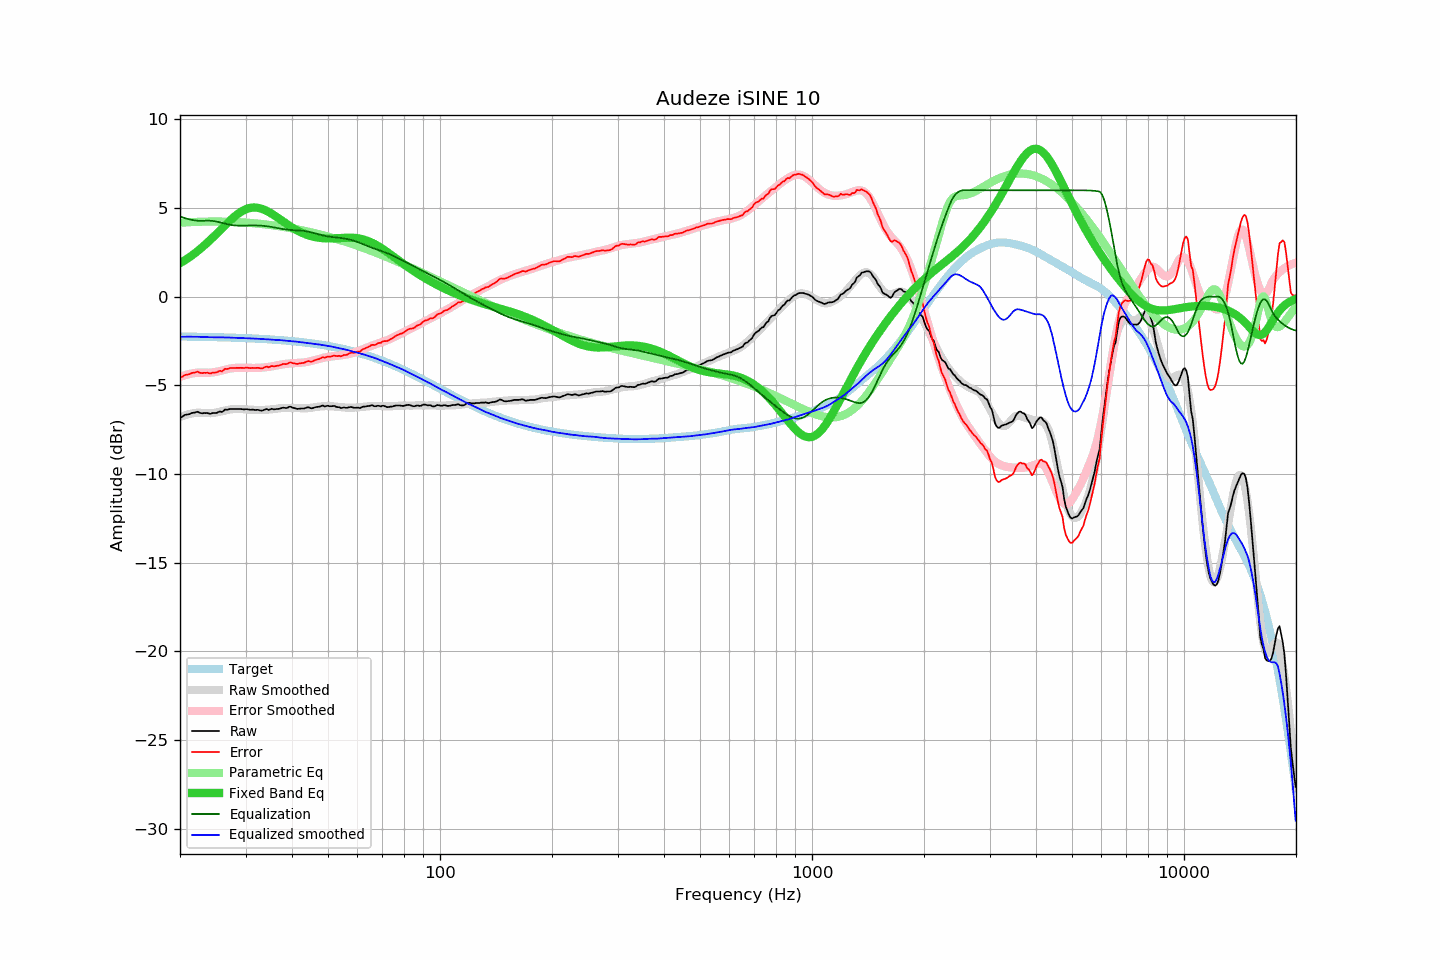 Audeze iSINE 10
10
5
0
−5
−10
−15
−20
−25
−30
Amplitude (dBr)
Target
Raw Smoothed
Error Smoothed
Raw
Error
Parametric Eq
Fixed Band Eq
Equalization
Equalized smoothed
100
1000
10000
Frequency (Hz)